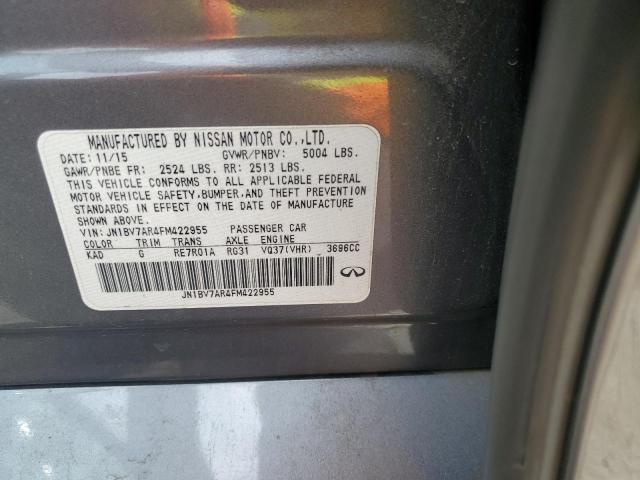 MANUFACTURED BY NISSAN MOTOR CO.,LTD.
DATE: 11/15 GVWR/PNBV: 5004 LBS.
GAWR/PNBE FR: 2524 LBS. RR: 2513 LBS.
THIS VEHICLE CONFORMS TO ALL APPLICABLE FEDERAL
MOTOR VEHICLE SAFETY,BUMPER,AND THEFT PREVENTION
STANDARDS IN EFFECT ON THE DATE OF MANUFACTURE
SHOWN ABOVE.
VIN: JN1BV7AR4FM422955 PASSENGER CAR
COLOR TRIM TRANS AXLE ENGINE
KAD G RE7R01A RG31 VQ37(VHR) 3696CC
JN1BV7AR4FM422955